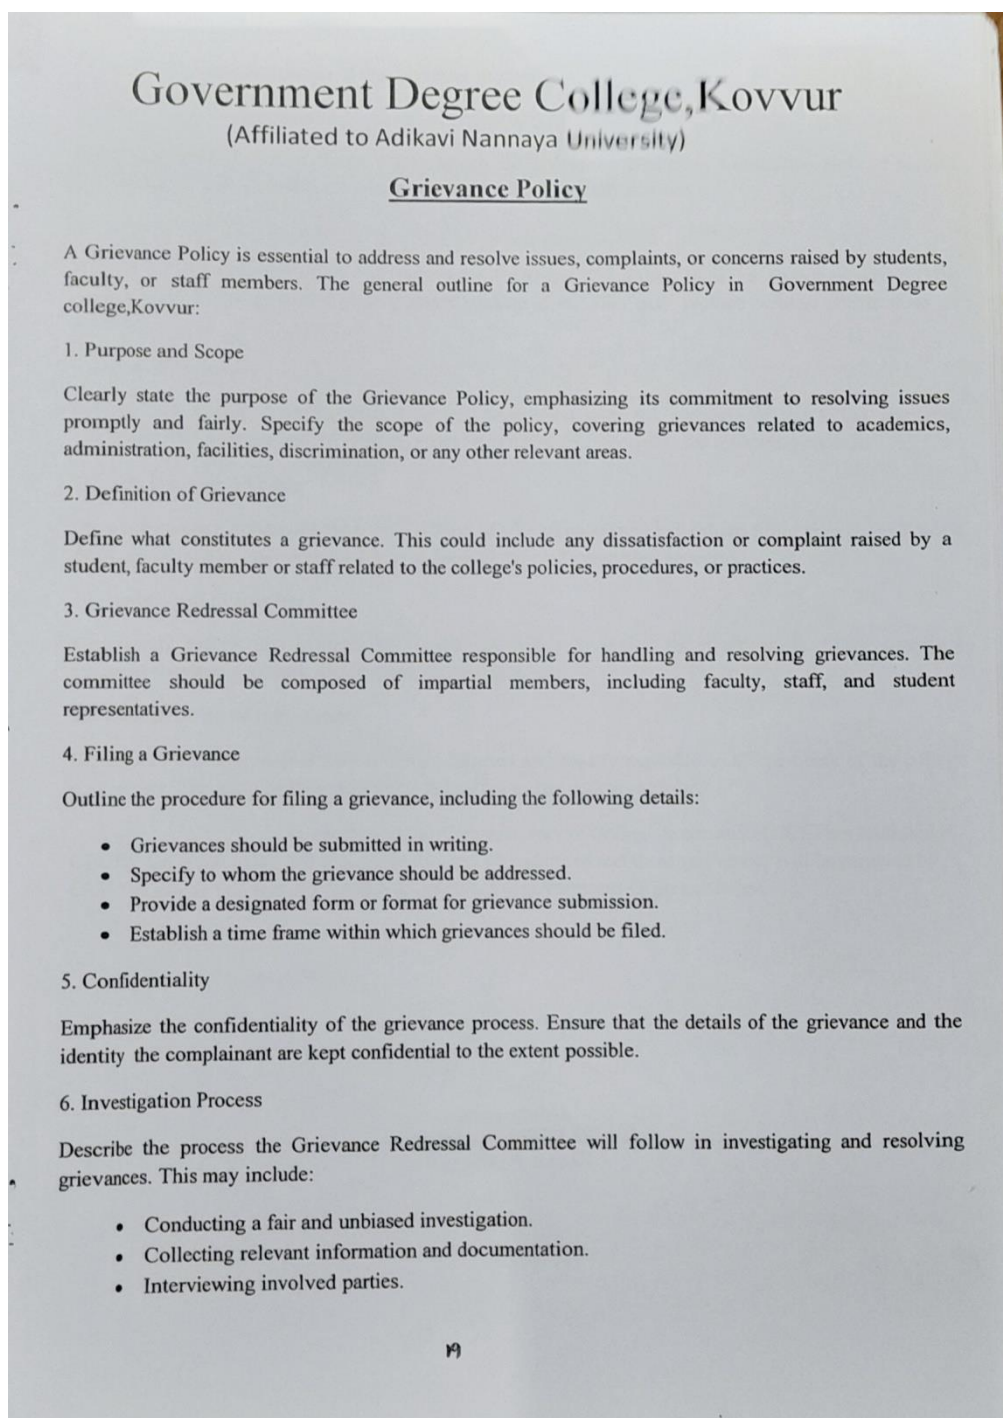 Government Degree College,Kovvur
(Affiliated to Adikavi Nannaya University)
Grievance Policy
A Grievance Policy is essential to address and resolve issues, complaints, or concerns raised by students,
faculty, or staff members. The general outline for a Grievance Policy in Government Degree
college,Kovvur:
1. Purpose and Scope
Clearly state the purpose of the Grievance Policy, emphasizing its commitment to resolving issues
promptly and fairly. Specify the scope of the policy, covering grievances related to academics,
administration, facilities, discrimination, or any other relevant areas.
2. Definition of Grievance
Define what constitutes a grievance. This could include any dissatisfaction or complaint raised by a
student, faculty member or staff related to the college's policies, procedures, or practices.
3. Grievance Redressal Committee
Establish a Grievance Redressal Committee responsible for handling and resolving grievances. The
committee should be composed of impartial members, including faculty, staff, and student
representatives.
4. Filing a Grievance
Outline the procedure for filing a grievance, including the following details:
• Grievances should be submitted in writing.
• Specify to whom the grievance should be addressed.
• Provide a designated form or format for grievance submission.
• Establish a time frame within which grievances should be filed.
5. Confidentiality
Emphasize the confidentiality of the grievance process. Ensure that the details of the grievance and the
identity the complainant are kept confidential to the extent possible.
6. Investigation Process
Describe the process the Grievance Redressal Committee will follow in investigating and resolving
grievances. This may include:
• Conducting a fair and unbiased investigation.
• Collecting relevant information and documentation.
• Interviewing involved parties.
19